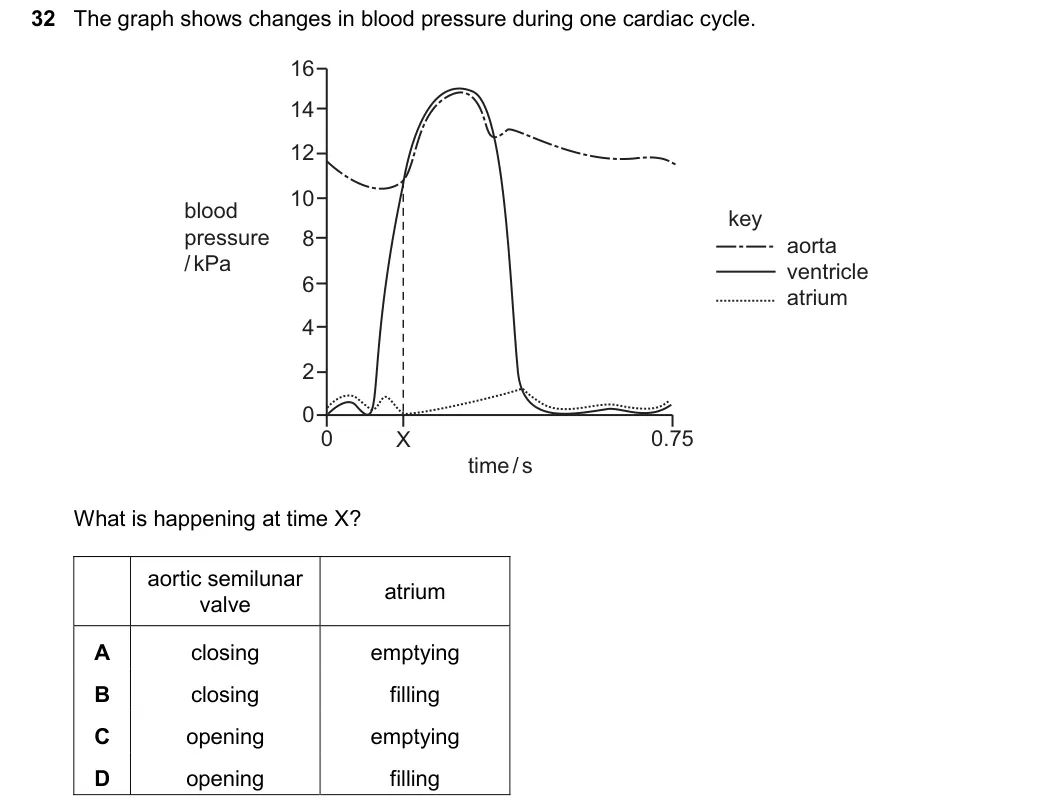 32 The graph shows changes in blood pressure during one cardiac cycle.
16
14
12
10
8
6
4
2
0
blood
pressure
/ kPa
0
X
0.75
time / s
key
aorta
ventricle
atrium
What is happening at time X?
aortic semilunar
valve
atrium
A closing emptying
B closing filling
C opening emptying
D opening filling